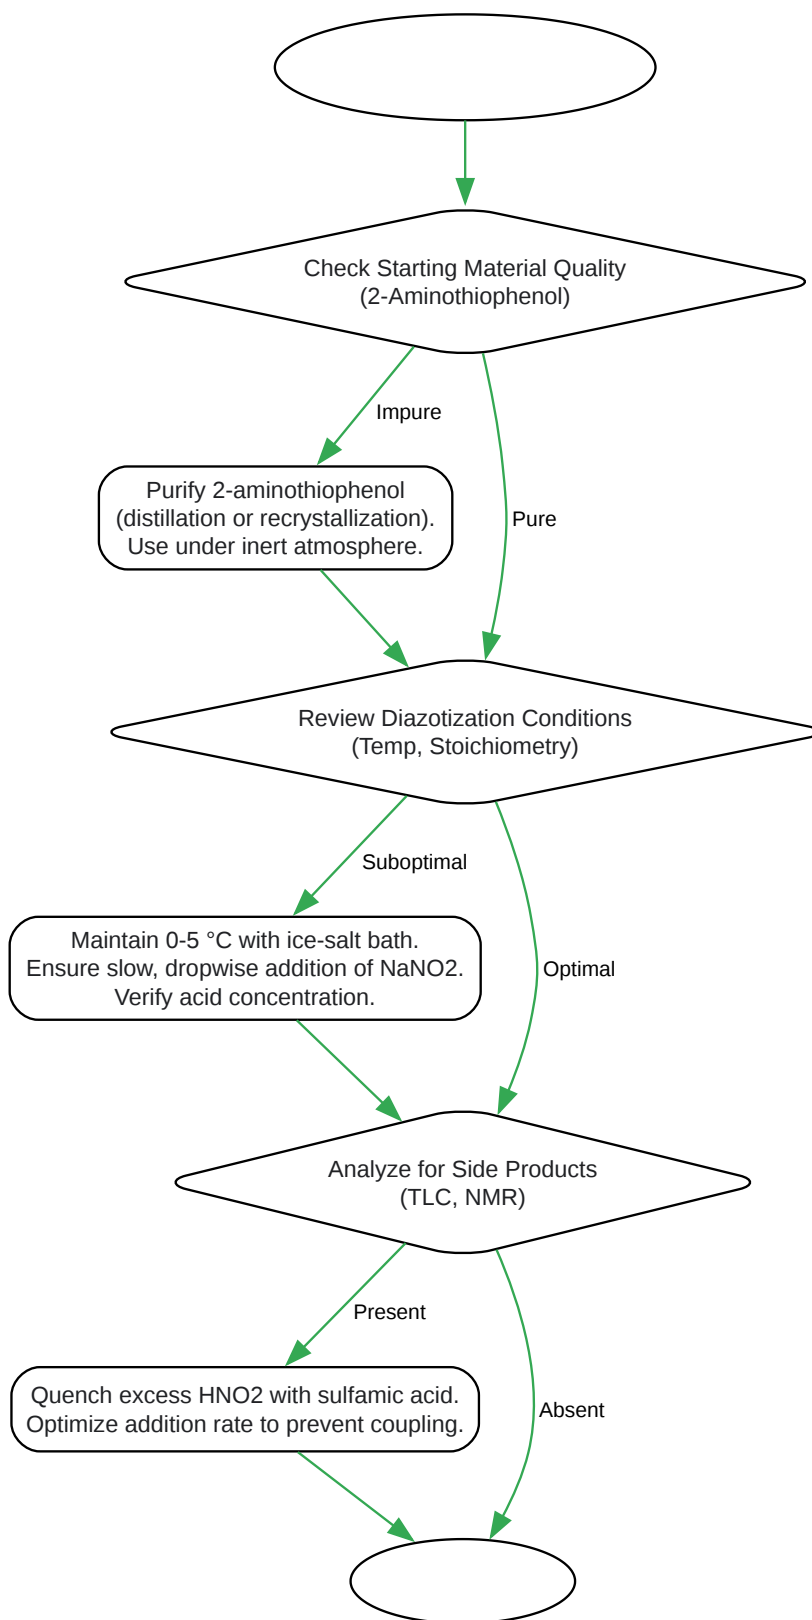 Check Starting Material Quality
(2-Aminothiophenol)
Impure
Pure
Purify 2-aminothiophenol
(distillation or recrystallization).
Use under inert atmosphere.
Review Diazotization Conditions
(Temp, Stoichiometry)
Suboptimal
Optimal
Maintain 0-5 °C with ice-salt bath.
Ensure slow, dropwise addition of NaNO2.
Verify acid concentration.
Analyze for Side Products
(TLC, NMR)
Present
Absent
Quench excess HNO2 with sulfamic acid.
Optimize addition rate to prevent coupling.